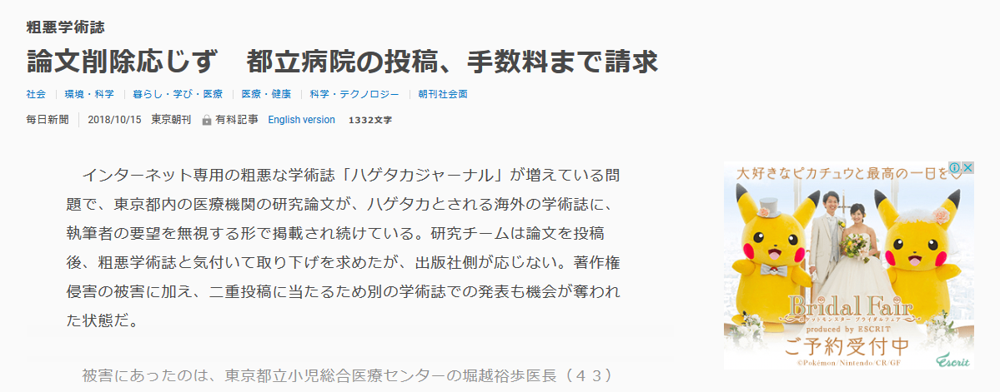 粗悪学術誌
論文削除応じず　都立病院の投稿、手数料まで請求
社会 環境・科学 暮らし・学び・医療 医療・健康 科学・テクノロジー 朝刊社会面
毎日新聞 2018/10/15 東京朝刊 有料記事 English version 1332文字
インターネット専用の粗悪な学術誌「ハゲタカジャーナル」が増えている問
題で、東京都内の医療機関の研究論文が、ハゲタカとされる海外の学術誌に、
執筆者の要望を無視する形で掲載され続けている。研究チームは論文を投稿
後、粗悪学術誌と気付いて取り下げを求めたが、出版社側が応じない。著作権
侵害の被害に加え、二重投稿に当たるため別の学術誌での発表も機会が奪われ
た状態だ。
被害にあったのは、東京都立小児総合医療センターの堀越裕歩医長（４３）
大好きなピカチュウと最高の一日を♡
Bridal Fair
ポケットモンスター ブライダルフェア
produced by ESCRIT
ご予約受付中
©Pokémon/Nintendo/CR/GF
Escrit